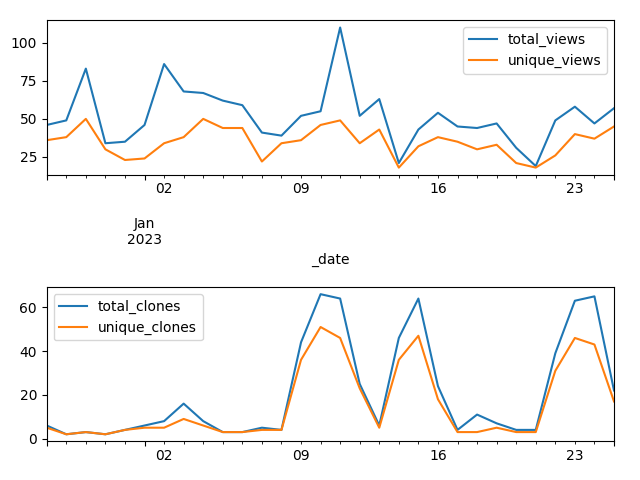 100
75
50
25
total_views
unique_views
02
09
16
23
Jan
2023
_date
60
40
20
0
total_clones
unique_clones
02
09
16
23